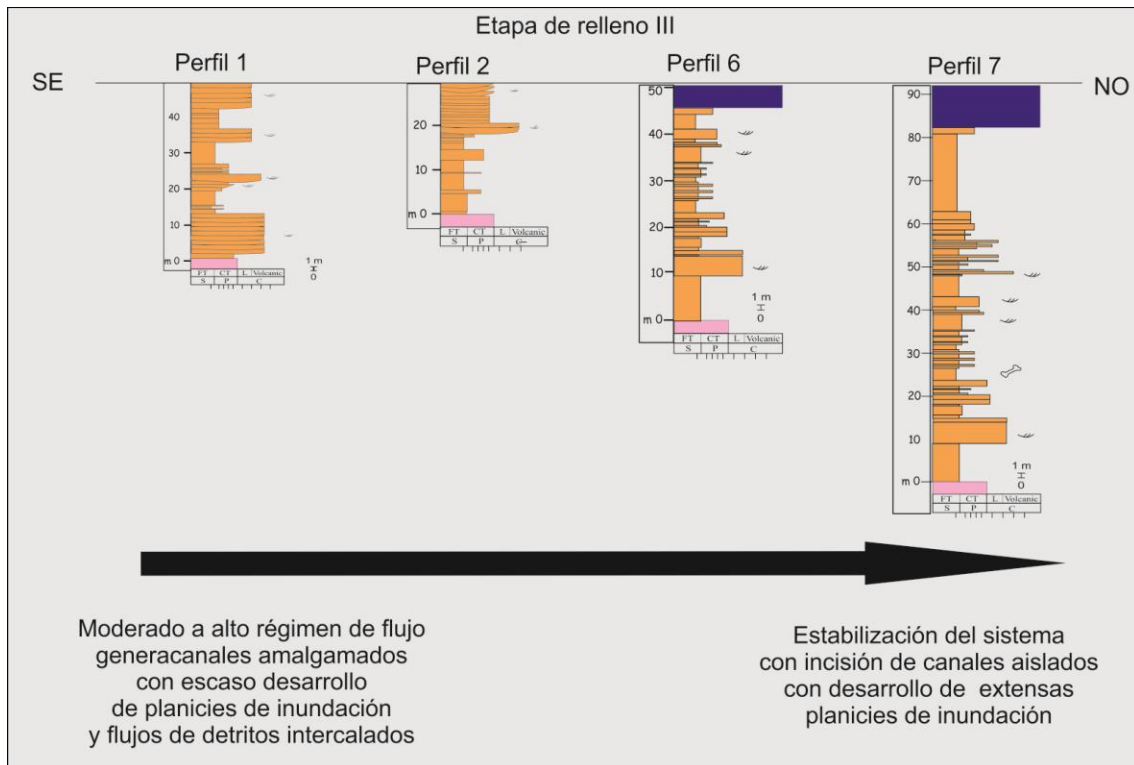 Etapa de relleno III
SE
Perfil 1
Perfil 2
Perfil 6
Perfil 7
NO
40
30
20
10
m 0
FT CT L Volcanic
S P C
1 m
0
20
10
m 0
FT CT L Volcanic
S P C
50
40
30
20
10
m 0
1 m
0
FT CT L Volcanic
S P C
90
80
70
60
50
40
30
20
10
m 0
1 m
0
FT CT L Volcanic
S P C
Moderado a alto régimen de flujo
generacanales amalgamados
con escaso desarrollo
de planicies de inundación
y flujos de detritos intercalados
Estabilización del sistema
con incisión de canales aislados
con desarrollo de extensas
planicies de inundación